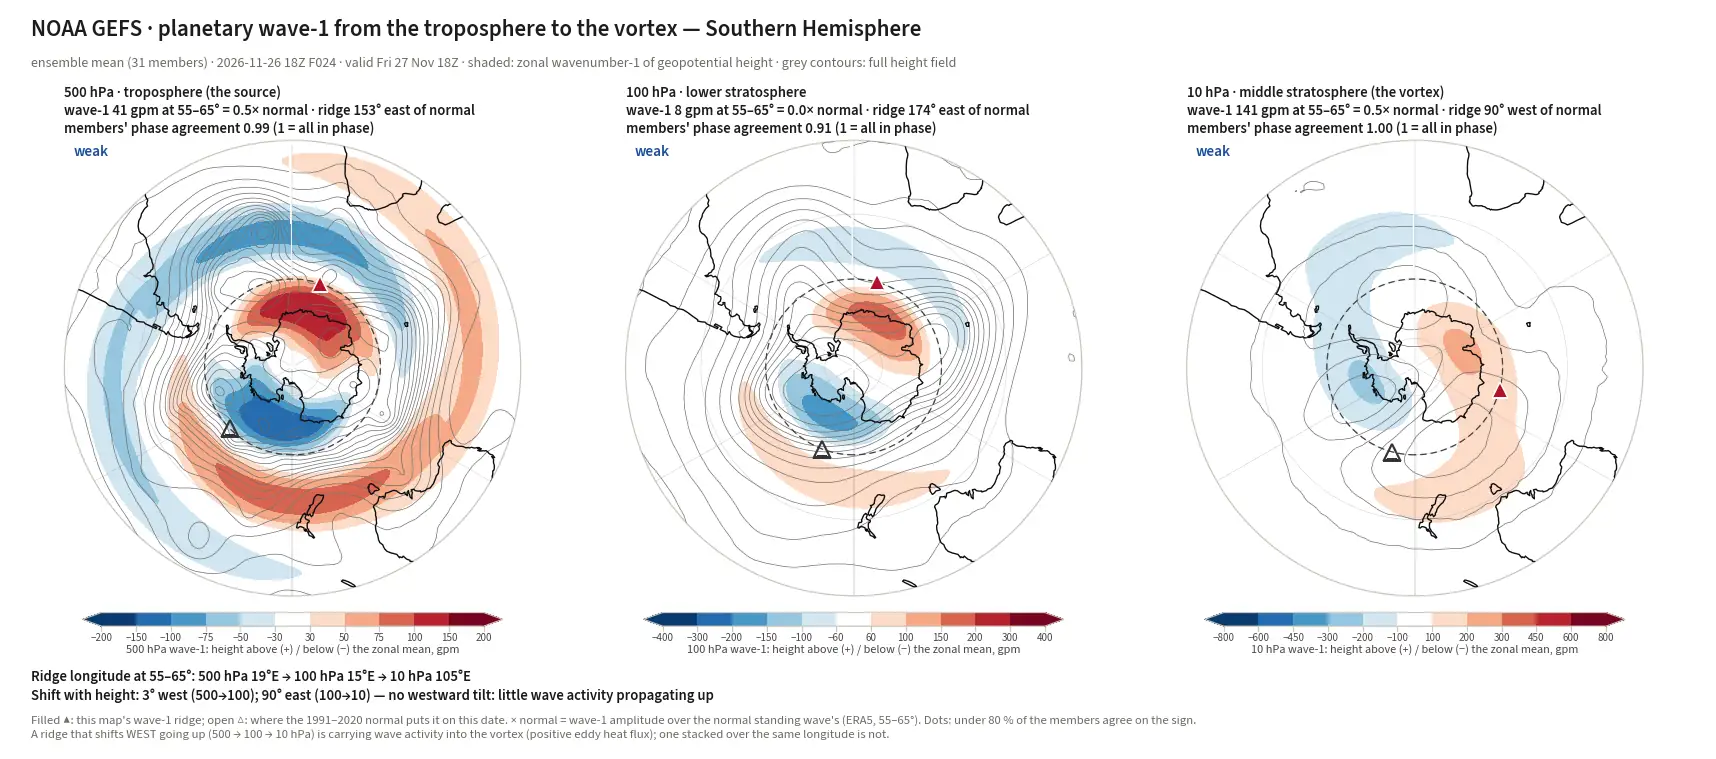 NOAA GEFS · planetary wave-1 from the troposphere to the vortex — Southern Hemisphere
ensemble mean (31 members) · 2026-11-26 18Z F024 · valid Fri 27 Nov 18Z · shaded: zonal wavenumber-1 of geopotential height · grey contours: full height field
500 hPa · troposphere (the source)
wave-1 41 gpm at 55–65° = 0.5× normal · ridge 153° east of normal
members' phase agreement 0.99 (1 = all in phase)
weak
100 hPa · lower stratosphere
wave-1 8 gpm at 55–65° = 0.0× normal · ridge 174° east of normal
members' phase agreement 0.91 (1 = all in phase)
weak
10 hPa · middle stratosphere (the vortex)
wave-1 141 gpm at 55–65° = 0.5× normal · ridge 90° west of normal
members' phase agreement 1.00 (1 = all in phase)
weak
−200 −150 −100 −75 −50 −30 30 50 75 100 150 200
500 hPa wave-1: height above (+) / below (−) the zonal mean, gpm
−400 −300 −200 −150 −100 −60 60 100 150 200 300 400
100 hPa wave-1: height above (+) / below (−) the zonal mean, gpm
−800 −600 −450 −300 −200 −100 100 200 300 450 600 800
10 hPa wave-1: height above (+) / below (−) the zonal mean, gpm
Ridge longitude at 55–65°: 500 hPa 19°E → 100 hPa 15°E → 10 hPa 105°E
Shift with height: 3° west (500→100); 90° east (100→10) — no westward tilt: little wave activity propagating up
Filled ▲: this map's wave-1 ridge; open △: where the 1991–2020 normal puts it on this date. × normal = wave-1 amplitude over the normal standing wave's (ERA5, 55–65°). Dots: under 80 % of the members agree on the sign.
A ridge that shifts WEST going up (500 → 100 → 10 hPa) is carrying wave activity into the vortex (positive eddy heat flux); one stacked over the same longitude is not.